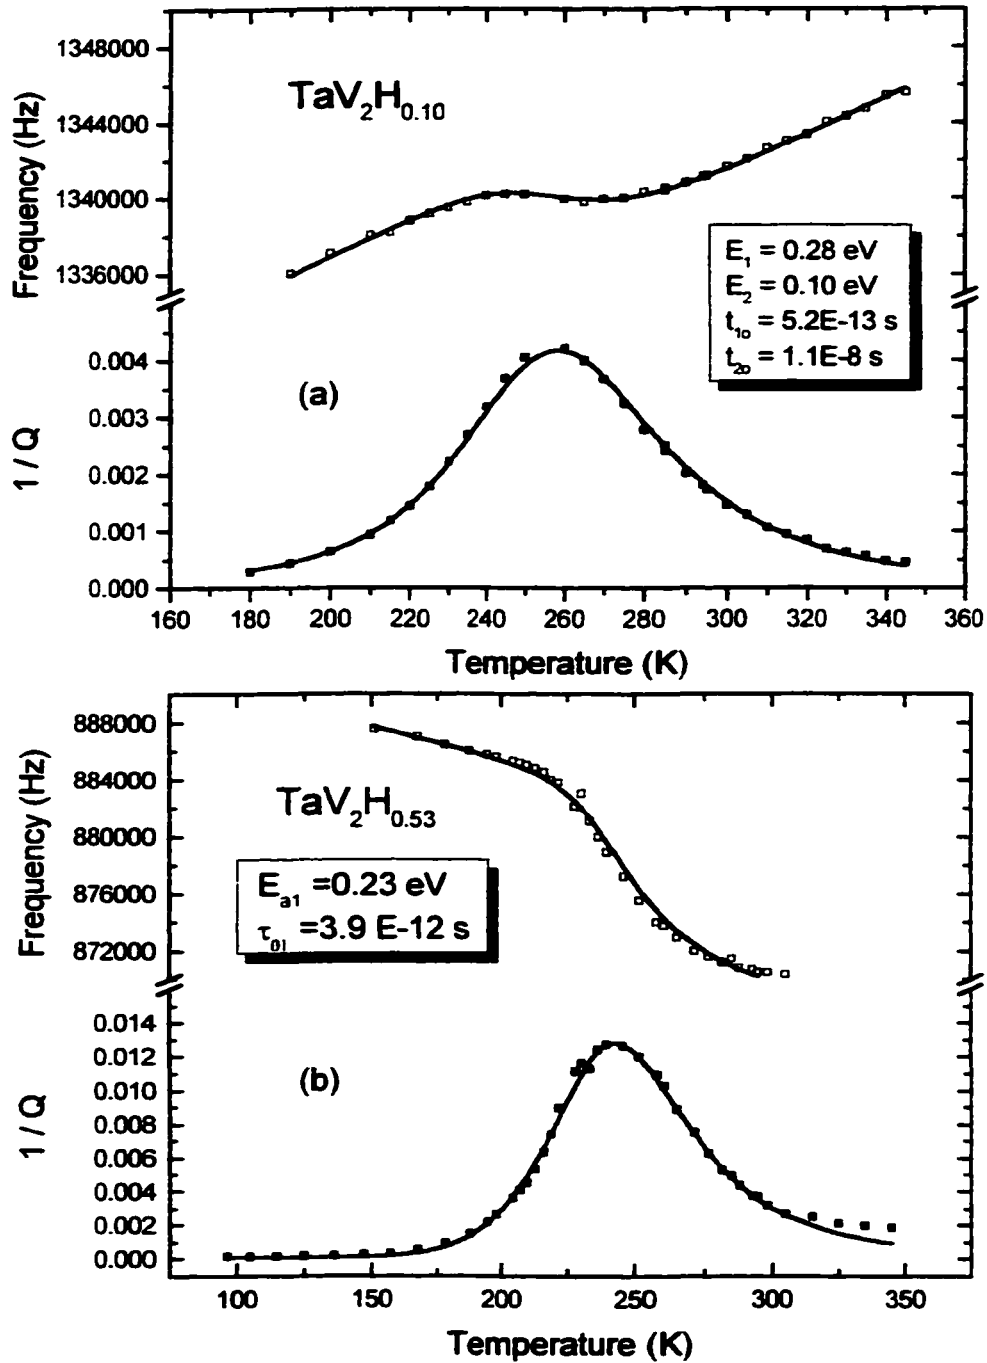 1348000
1344000
1340000
1336000
Frequency (Hz)
TaV₂H₀.₁₀
E₁ = 0.28 eV
E₂ = 0.10 eV
t₁ₒ = 5.2E-13 s
t₂ₒ = 1.1E-8 s
0.004
0.003
0.002
0.001
0.000
1 / Q
(a)
160 180 200 220 240 260 280 300 320 340 360
Temperature (K)
888000
884000
880000
876000
872000
Frequency (Hz)
TaV₂H₀.₅₃
Eₐ₁ =0.23 eV
τ₀₁ =3.9 E-12 s
0.014
0.012
0.010
0.008
0.006
0.004
0.002
0.000
1 / Q
(b)
100 150 200 250 300 350
Temperature (K)